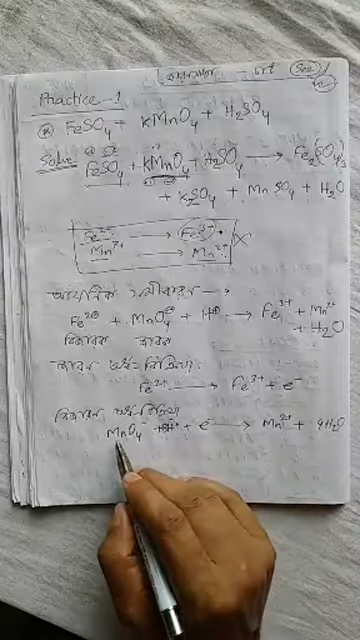 জারণ
Practice-1
(*) FeSO4 + KMnO4 + H2SO4
Solve FeSO4 + KMnO4 + H2SO4 → Fe2(SO4)3
+ K2SO4 + MnSO4 + H2O
Fe2+ → Fe3+
Mn7+ → Mn2+ X
আয়নিক সমীকরণ →
Fe2+ + MnO4 + H+ → Fe3+ + Mn2+
+ H2O
বিজারক জারক
জারণ অর্ধ-বিক্রিয়া:
Fe2+ → Fe3+ + e-
বিজারণ অর্ধ-বিক্রিয়া
MnO4- + 8H+ + e- → Mn2+ + 4H2O